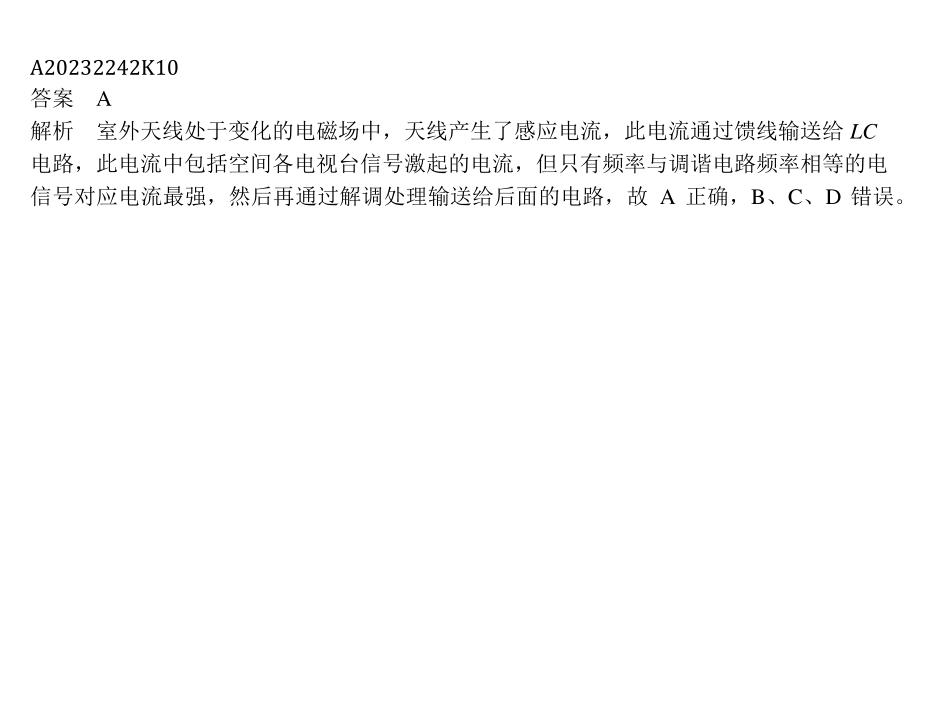 A20232242K10
答案 A
解析 室外天线处于变化的电磁场中，天线产生了感应电流，此电流通过馈线输送给 LC
电路，此电流中包括空间各电视台信号激起的电流，但只有频率与调谐电路频率相等的电
信号对应电流最强，然后再通过解调处理输送给后面的电路，故 A 正确，B、C、D 错误。